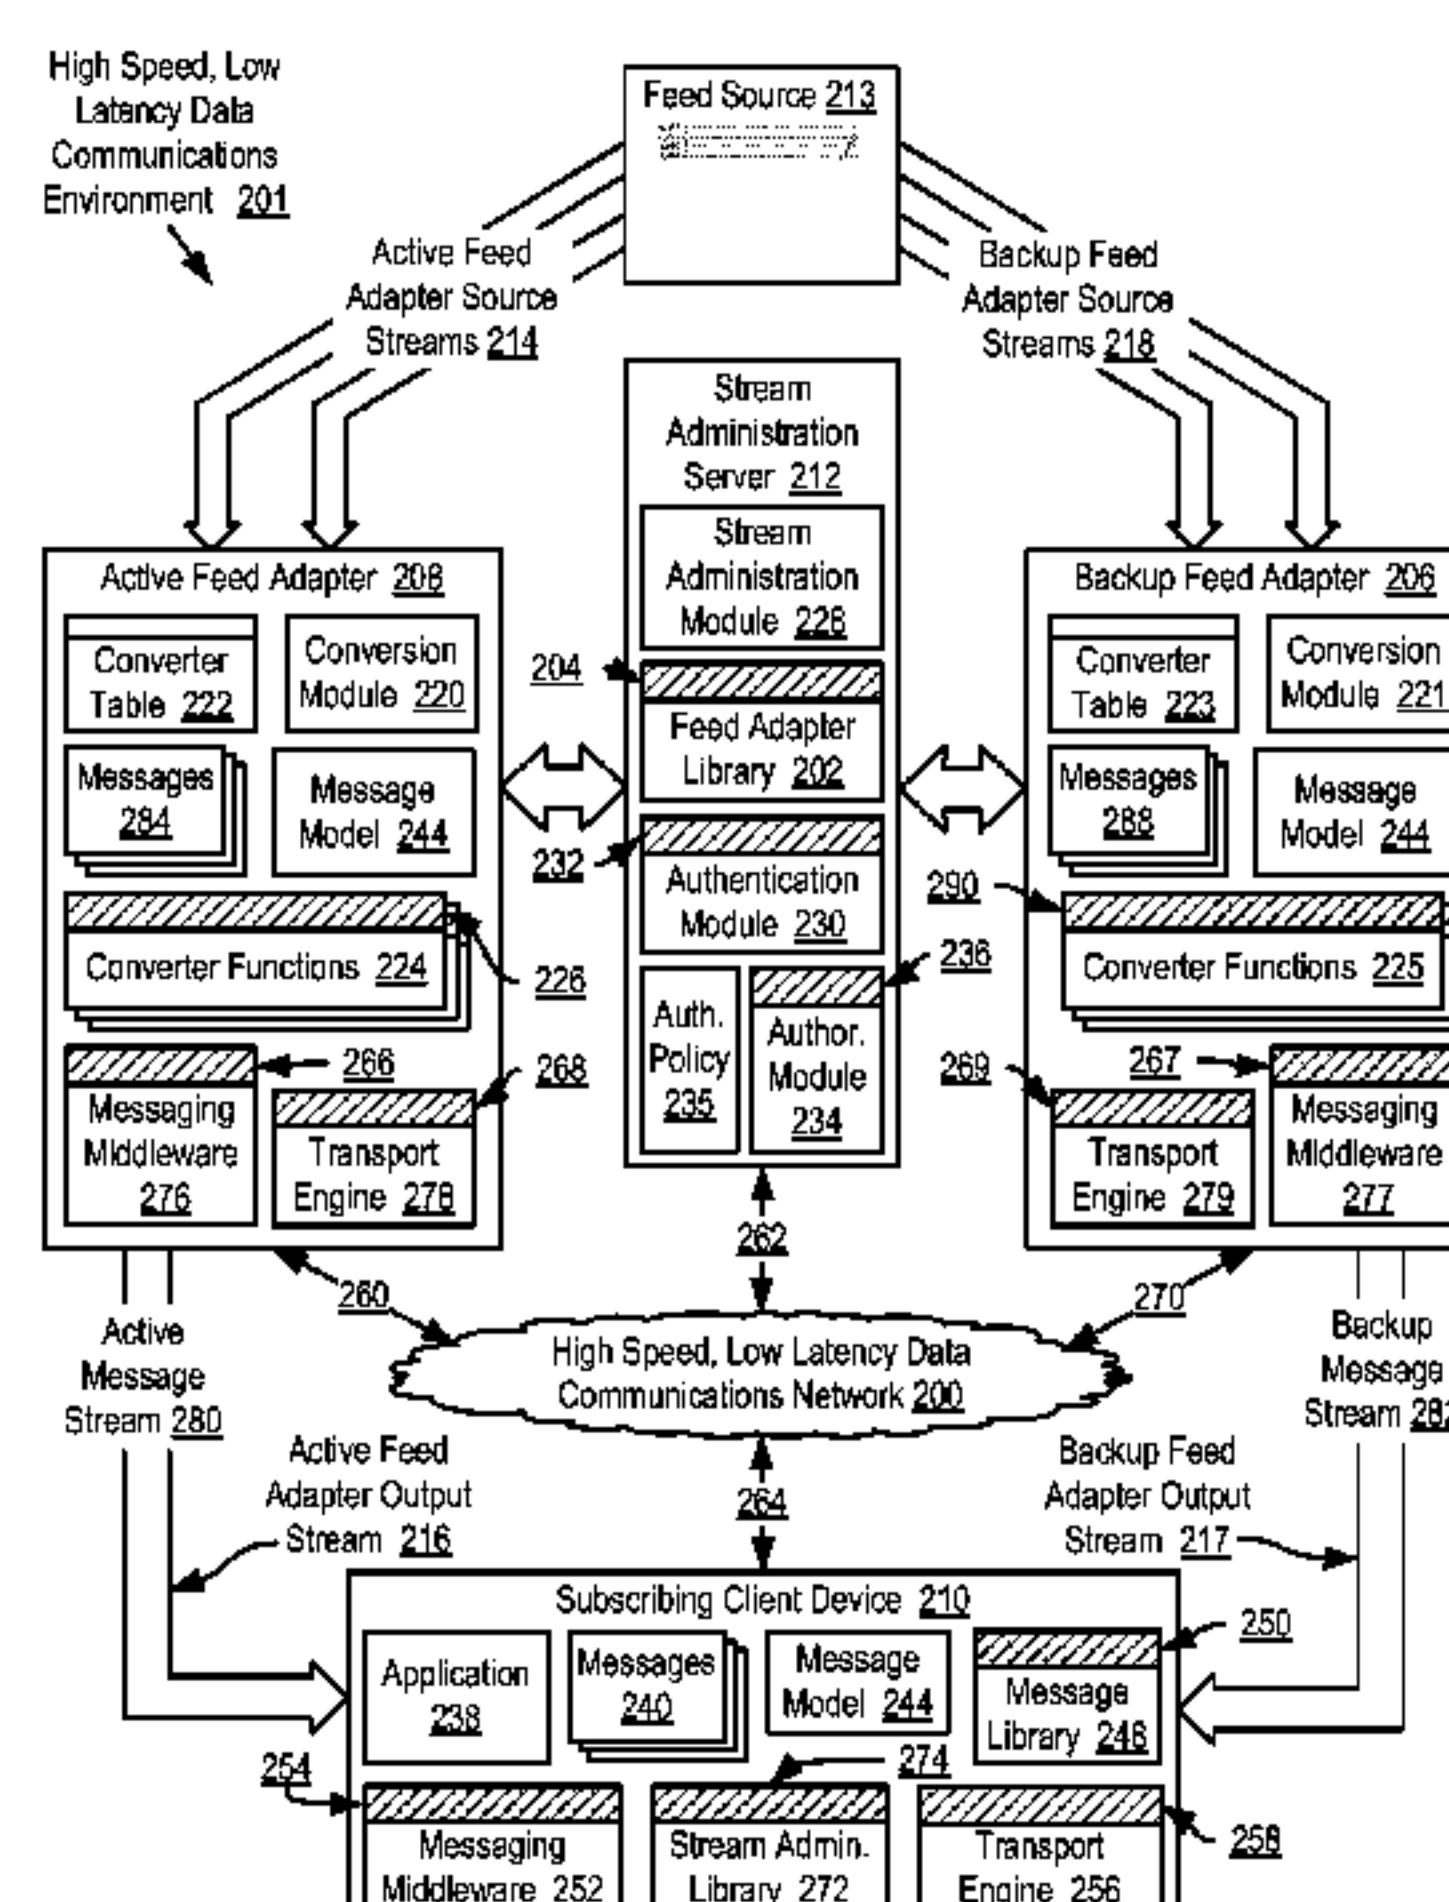 High Speed, Low
Latency Data
Communications
Environment 201
Feed Source 213
Active Feed
Adapter Source
Streams 214
Backup Feed
Adapter Source
Streams 218
Stream
Administration
Server 212
Stream
Administration
Module 228
204
Feed Adapter
Library 202
232
Authentication
Module 230
236
Auth.
Policy
235
Author.
Module
234
Active Feed Adapter 208
Converter
Table 222
Conversion
Module 220
Messages
284
Message
Model 244
Converter Functions 224
226
266
Messaging
Middleware
276
268
Transport
Engine 278
Backup Feed Adapter 206
Converter
Table 223
Conversion
Module 221
Messages
288
Message
Model 244
290
Converter Functions 225
269
Transport
Engine 279
267
Messaging
Middleware
277
262
260
270
High Speed, Low Latency Data
Communications Network 200
Active
Message
Stream 280
Backup
Message
Stream
Active Feed
Adapter Output
Stream 216
264
Backup Feed
Adapter Output
Stream 217
Subscribing Client Device 210
Application
238
Messages
240
Message
Model 244
250
Message
Library 246
254
Messaging
Middleware 252
274
Stream Admin.
Library 272
258
Transport
Engine 256